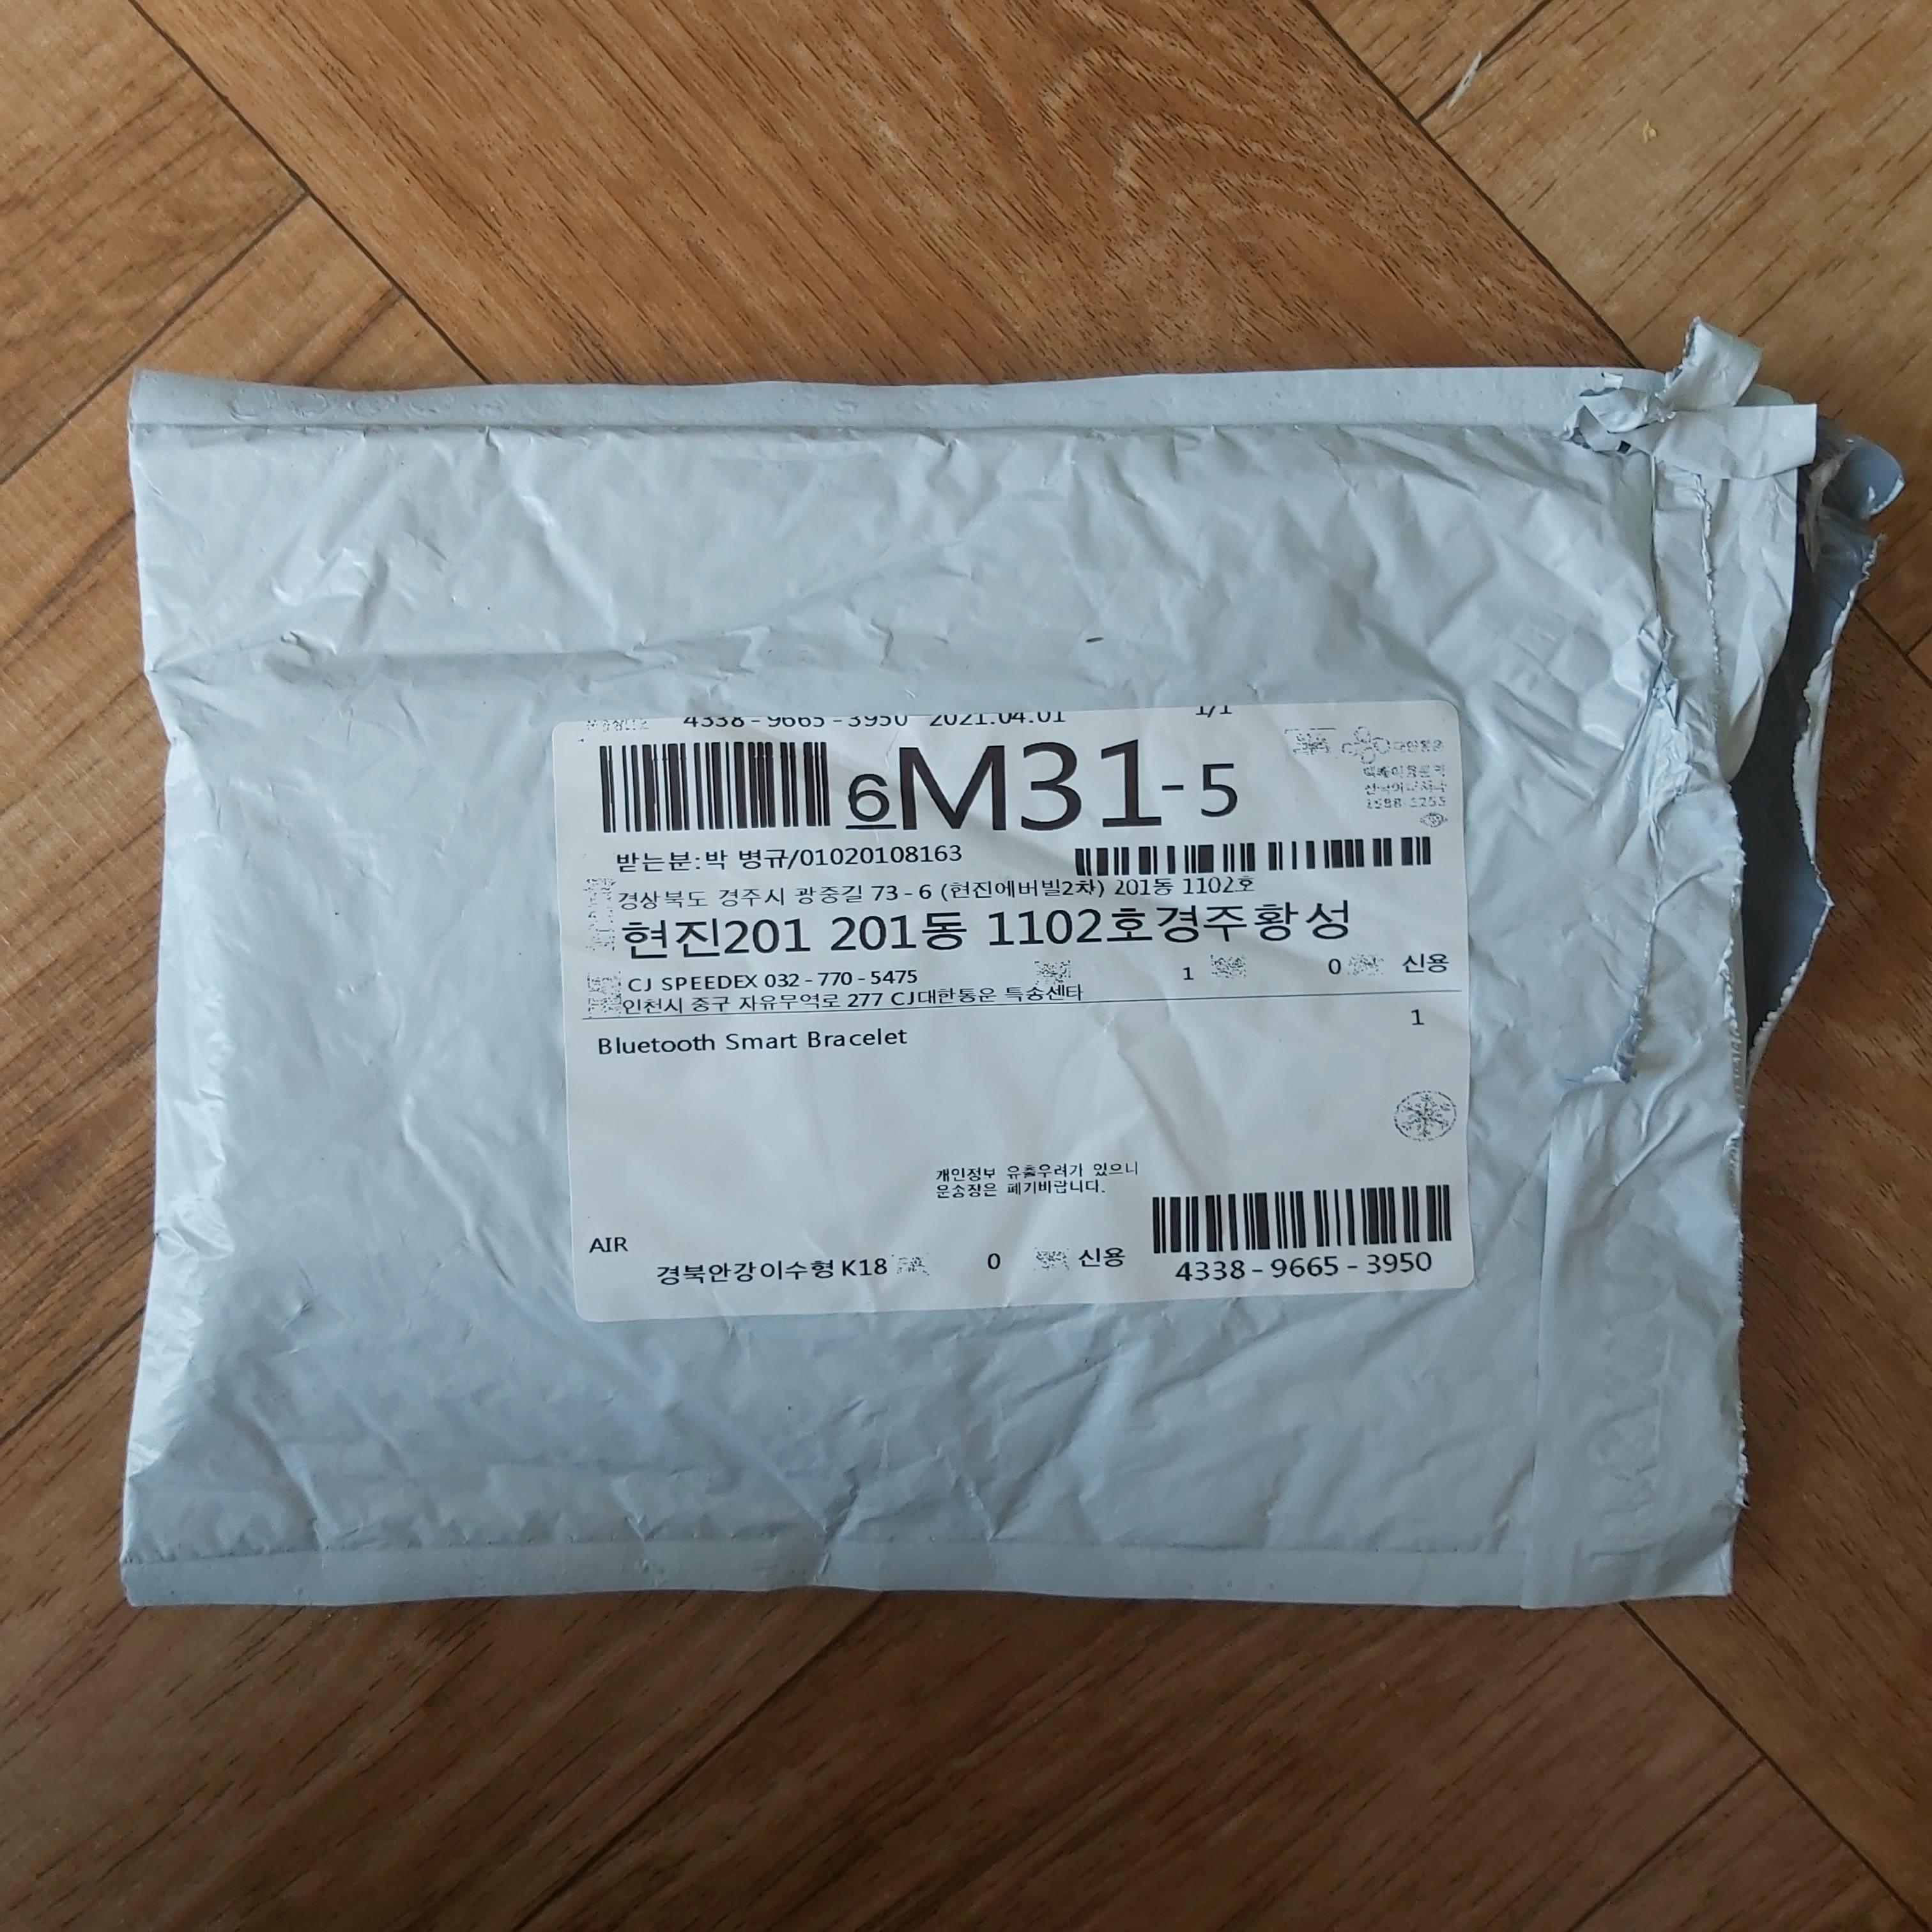 4338-9665-3950 2021.04.01 1/1
6M31-5
받는분:박 병규/01020108163
경상북도 경주시 광중길 73-6 (현진에버빌2차) 201동 1102호
현진201 201동 1102호경주황성
CJ SPEEDEX 032-770-5475 1 0 신용
인천시 중구 자유무역로 277 CJ대한통운 특송센타
Bluetooth Smart Bracelet 1
개인정보 유출우려가 있으니
운송장은 폐기바랍니다.
AIR
경북안강이수형K18 0 신용
4338-9665-3950